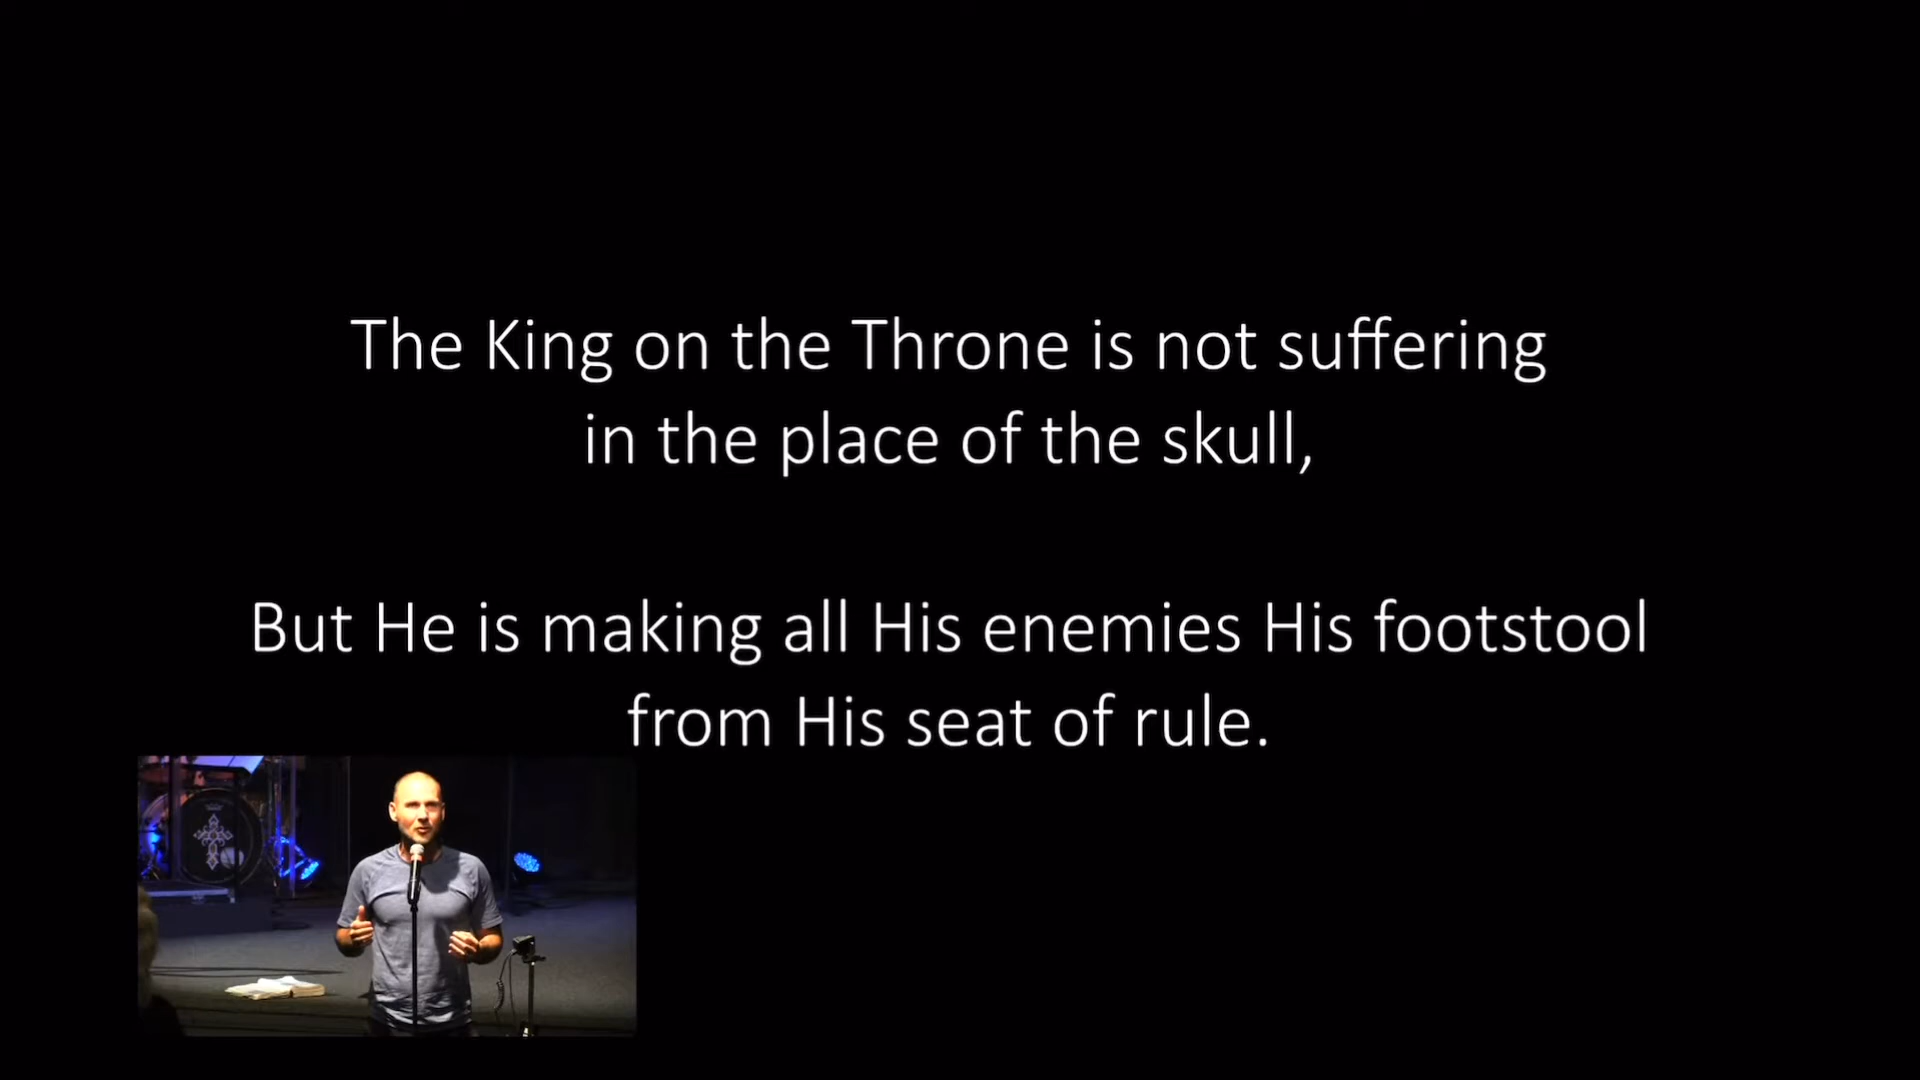 The King on the Throne is not suffering
in the place of the skull,
But He is making all His enemies His footstool
from His seat of rule.